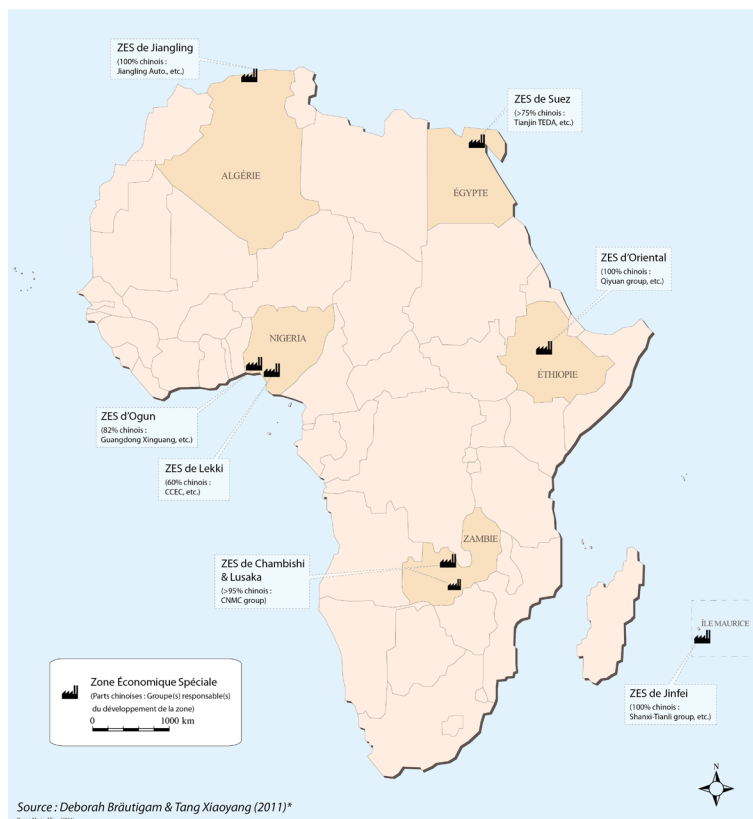 ZES de Jiangling
(100% chinois :
Jiangling Auto., etc.)
ZES de Suez
(>75% chinois :
Tianjin TEDA, etc.)
ALGÉRIE
ÉGYPTE
ZES d'Oriental
(100% chinois :
Qiyuan group, etc.)
NIGERIA
ÉTHIOPIE
ZES d'Ogun
(82% chinois :
Guangdong Xinguang, etc.)
ZES de Lekki
(60% chinois :
CCEC, etc.)
ZAMBIE
ZES de Chambishi
& Lusaka
(>95% chinois :
CNMC group)
ÎLE MAURICE
ZES de Jinfei
(100% chinois :
Shanxi-Tianli group, etc.)
Zone Économique Spéciale
(Parts chinoises : Groupe(s) responsable(s)
du développement de la zone)
0 1000 km
N
Source : Deborah Bräutigam & Tang Xiaoyang (2011)*